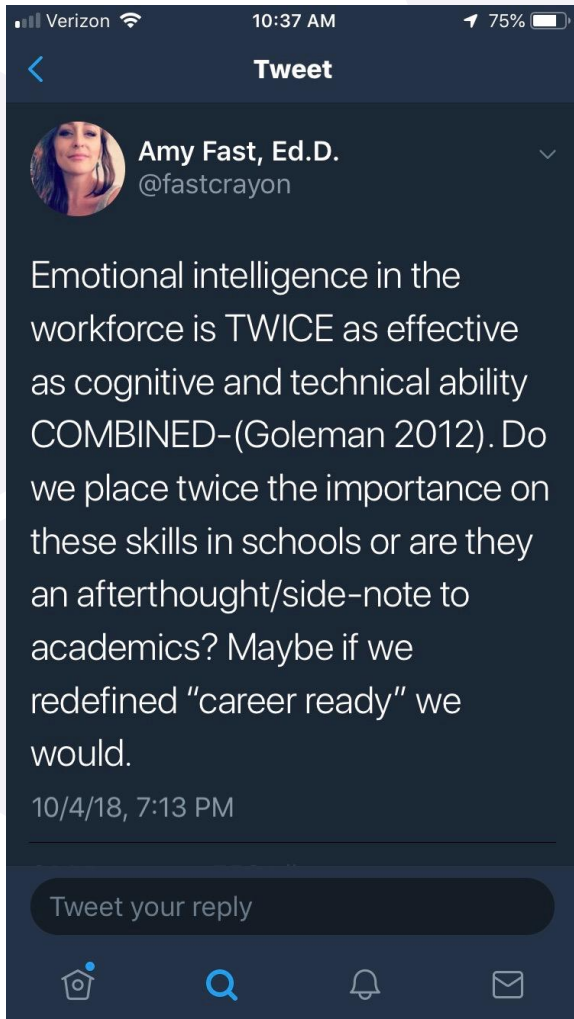 Verizon 10:37 AM 75%
Tweet
Amy Fast, Ed.D.
@fastcrayon
Emotional intelligence in the
workforce is TWICE as effective
as cognitive and technical ability
COMBINED-(Goleman 2012). Do
we place twice the importance on
these skills in schools or are they
an afterthought/side-note to
academics? Maybe if we
redefined “career ready” we
would.
10/4/18, 7:13 PM
Tweet your reply